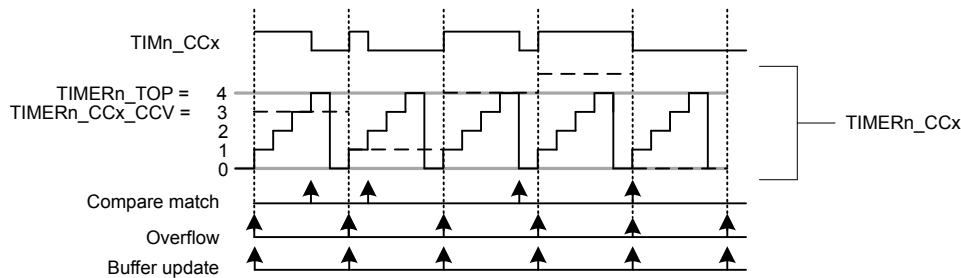 TIMn_CCx
TIMERn_TOP = 4
TIMERn_CCx_CCV = 3
2
1
0
TIMERn_CCx
Compare match
Overflow
Buffer update